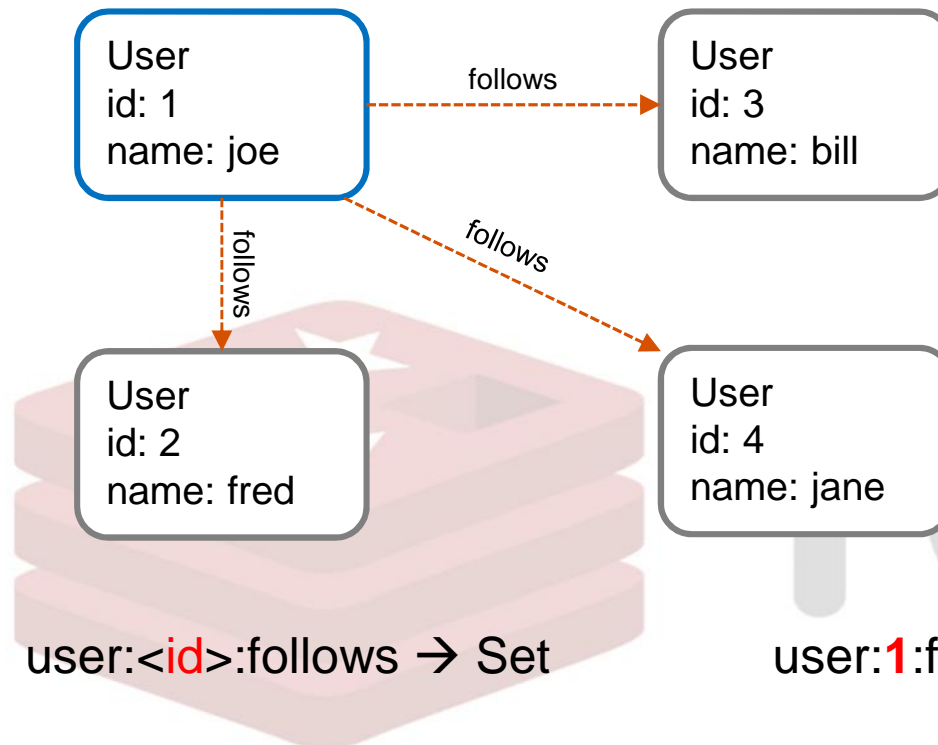 User
id: 1
name: joe
follows
User
id: 3
name: bill
follows
follows
User
id: 2
name: fred
User
id: 4
name: jane
user:<id>:follows → Set
user:1:f